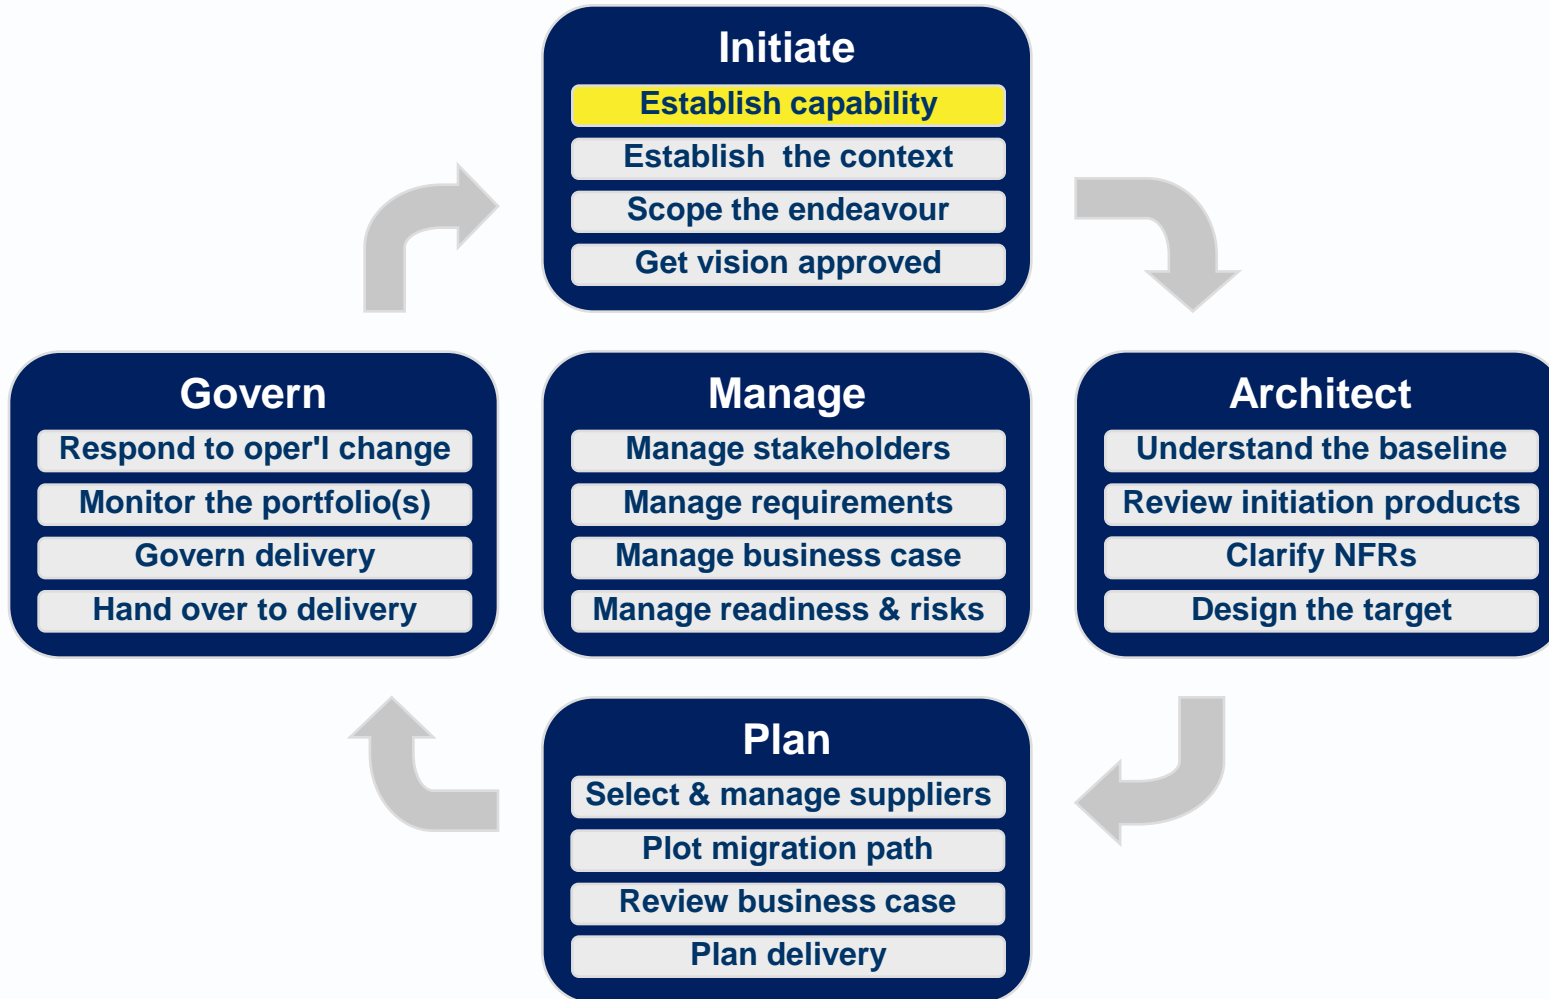 Initiate
Establish capability
Establish  the context
Scope the endeavour
Get vision approved
Govern
Respond to oper'l change
Monitor the portfolio(s)
Govern delivery
Hand over to delivery
Manage
Manage stakeholders
Manage requirements
Manage business case
Manage readiness & risks
Architect
Understand the baseline
Review initiation products
Clarify NFRs
Design the target
Plan
Select & manage suppliers
Plot migration path
Review business case
Plan delivery